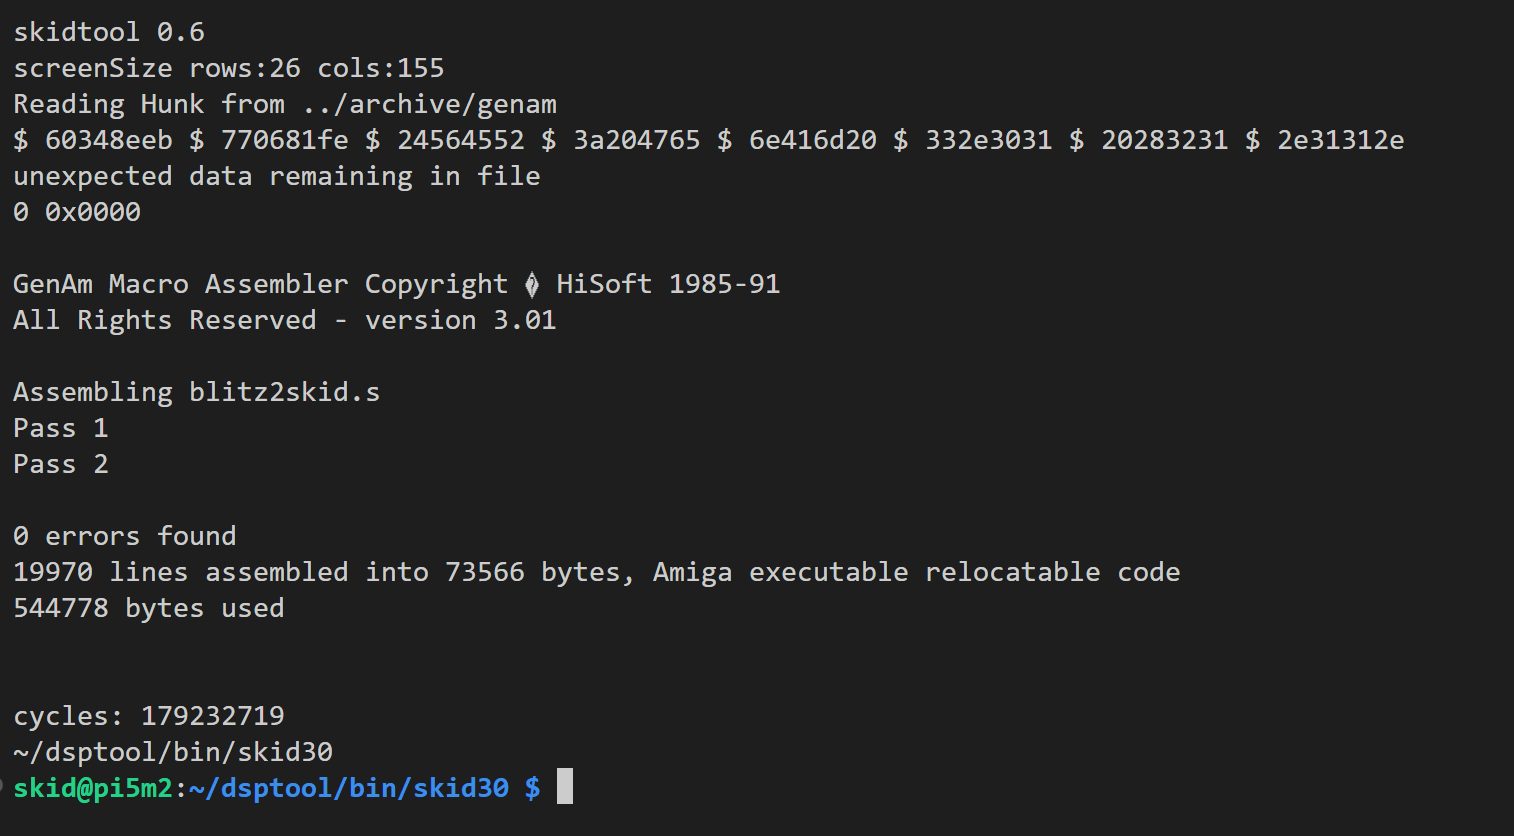 skidtool 0.6
screenSize rows:26 cols:155
Reading Hunk from ../archive/genam
$ 60348eeb $ 770681fe $ 24564552 $ 3a204765 $ 6e416d20 $ 332e3031 $ 20283231 $ 2e31312e
unexpected data remaining in file
0 0x0000
GenAm Macro Assembler Copyright � HiSoft 1985-91
All Rights Reserved - version 3.01
Assembling blitz2skid.s
Pass 1
Pass 2
0 errors found
19970 lines assembled into 73566 bytes, Amiga executable relocatable code
544778 bytes used
cycles: 179232719
~/dsptool/bin/skid30
skid@pi5m2:~/dsptool/bin/skid30 $